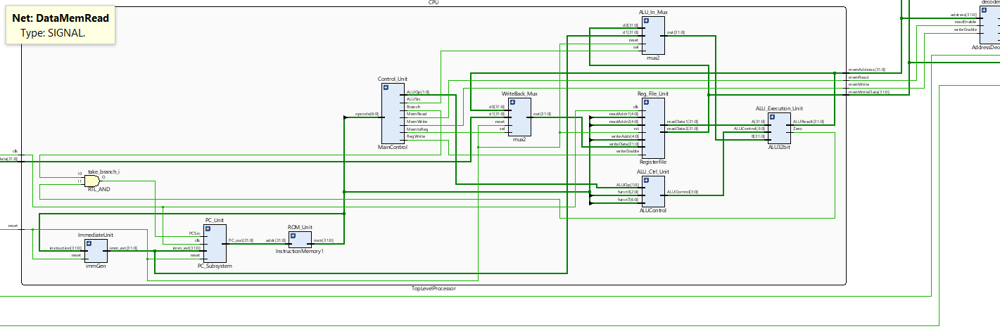 CPU
Net: DataMemRead
Type: SIGNAL.
ALU_In_Mux
d0[31:0]
d1[31:0]
reset
sel
out[31:0]
mux2
address[31:0]
readEnable
writeEnable
Control_Unit
opcode[6:0]
ALUOp[1:0]
ALUSrc
Branch
MemRead
MemWrite
MemtoReg
RegWrite
MainControl
WriteBack_Mux
d0[31:0]
d1[31:0]
reset
sel
out[31:0]
mux2
Reg_File_Unit
clk
readAddr1[4:0]
readAddr2[4:0]
rst
writeAddr[4:0]
writeData[31:0]
writeEnable
readData1[31:0]
readData2[31:0]
RegisterFile
memAddress[31:0]
memRead
memWrite
memWriteData[31:0]
ALU_Execution_Unit
A[31:0]
ALUControl[3:0]
B[31:0]
ALUResult[31:0]
Zero
ALU32bit
clk
take_branch_i
I0
I1
O
RTL_AND
ALU_Ctrl_Unit
ALUOp[1:0]
funct3[2:0]
funct7[6:0]
ALUControl[3:0]
ALUControl
reset
ImmediateUnit
instruction[31:0]
reset
imm_ext[31:0]
immGen
PC_Unit
PCSrc
clk
imm_ext[31:0]
reset
PC_out[31:0]
PC_Subsystem
ROM_Unit
addr[31:0]
instr[31:0]
InstructionMemory1
TopLevelProcessor